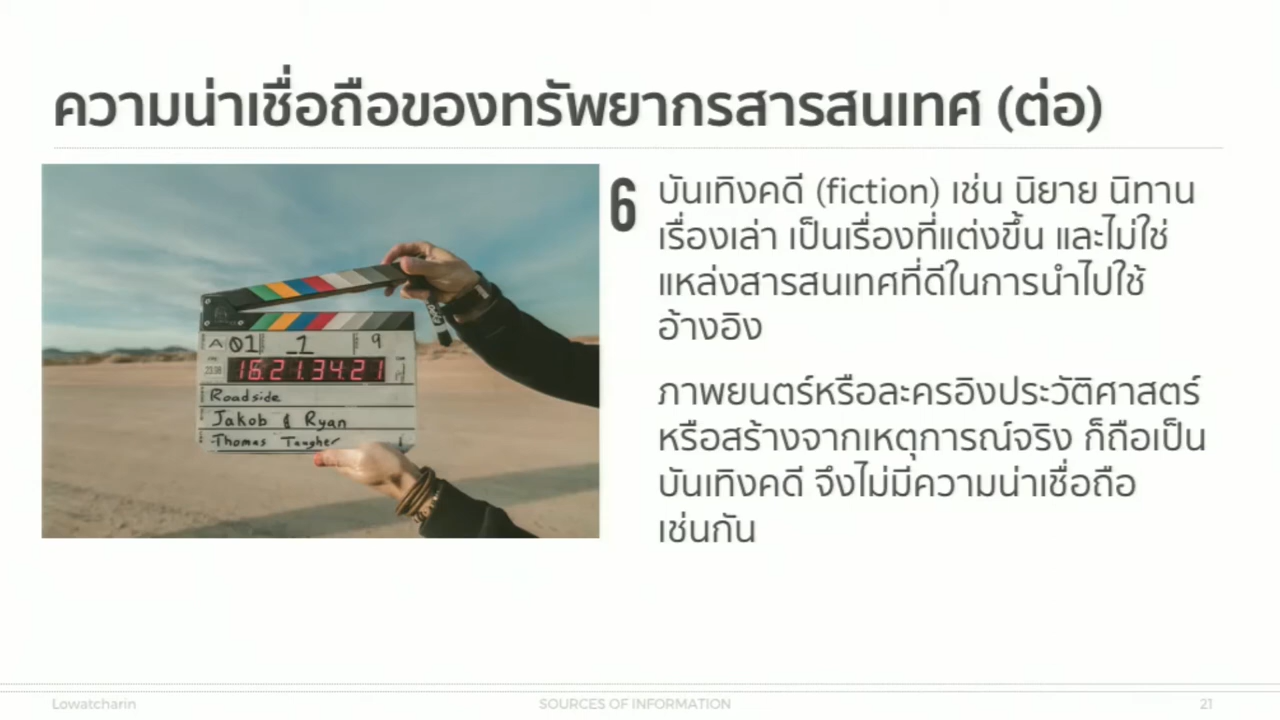 ความน่าเชื่อถือของทรัพยากรสารสนเทศ (ต่อ)
6
บันเทิงคดี (fiction) เช่น นิยาย นิทาน
เรื่องเล่า เป็นเรื่องที่แต่งขึ้น และไม่ใช่
แหล่งสารสนเทศที่ดีในการนำไปใช้
อ้างอิง
ภาพยนตร์หรือละครอิงประวัติศาสตร์
หรือสร้างจากเหตุการณ์จริง ก็ถือเป็น
บันเทิงคดี จึงไม่มีความน่าเชื่อถือ
เช่นกัน
A 01 1 9
16.21.34.21
Roadside
Jakob & Ryan
Thomas Taugher
Lowatcharin
SOURCES OF INFORMATION
21